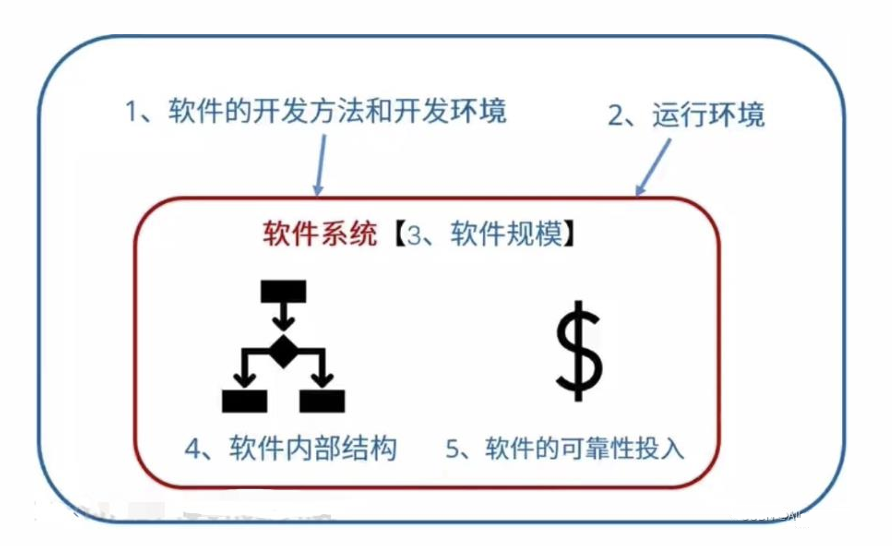 1、软件的开发方法和开发环境
2、运行环境
软件系统【3、软件规模】
4、软件内部结构
5、软件的可靠性投入